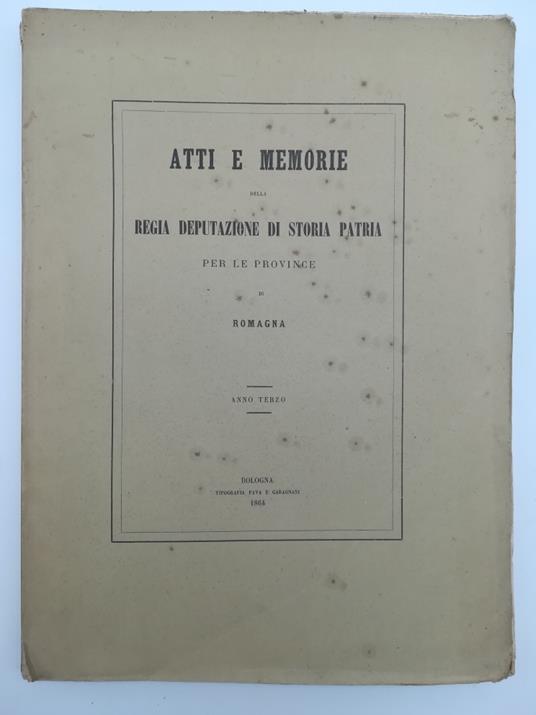 ATTI E MEMORIE
DELLA
REGIA DEPUTAZIONE DI STORIA PATRIA
PER LE PROVINCE
DI
ROMAGNA
ANNO TERZO
BOLOGNA
TIPOGRAFIA FAVA E GARAGNANI
1864